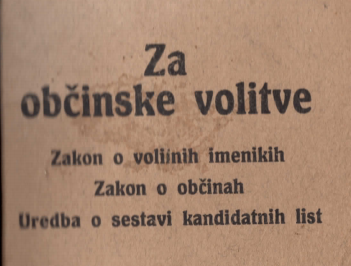 Za
občinske volitve
Zakon o volilnih imenikih
Zakon o občinah
Uredba o sestavi kandidatnih list